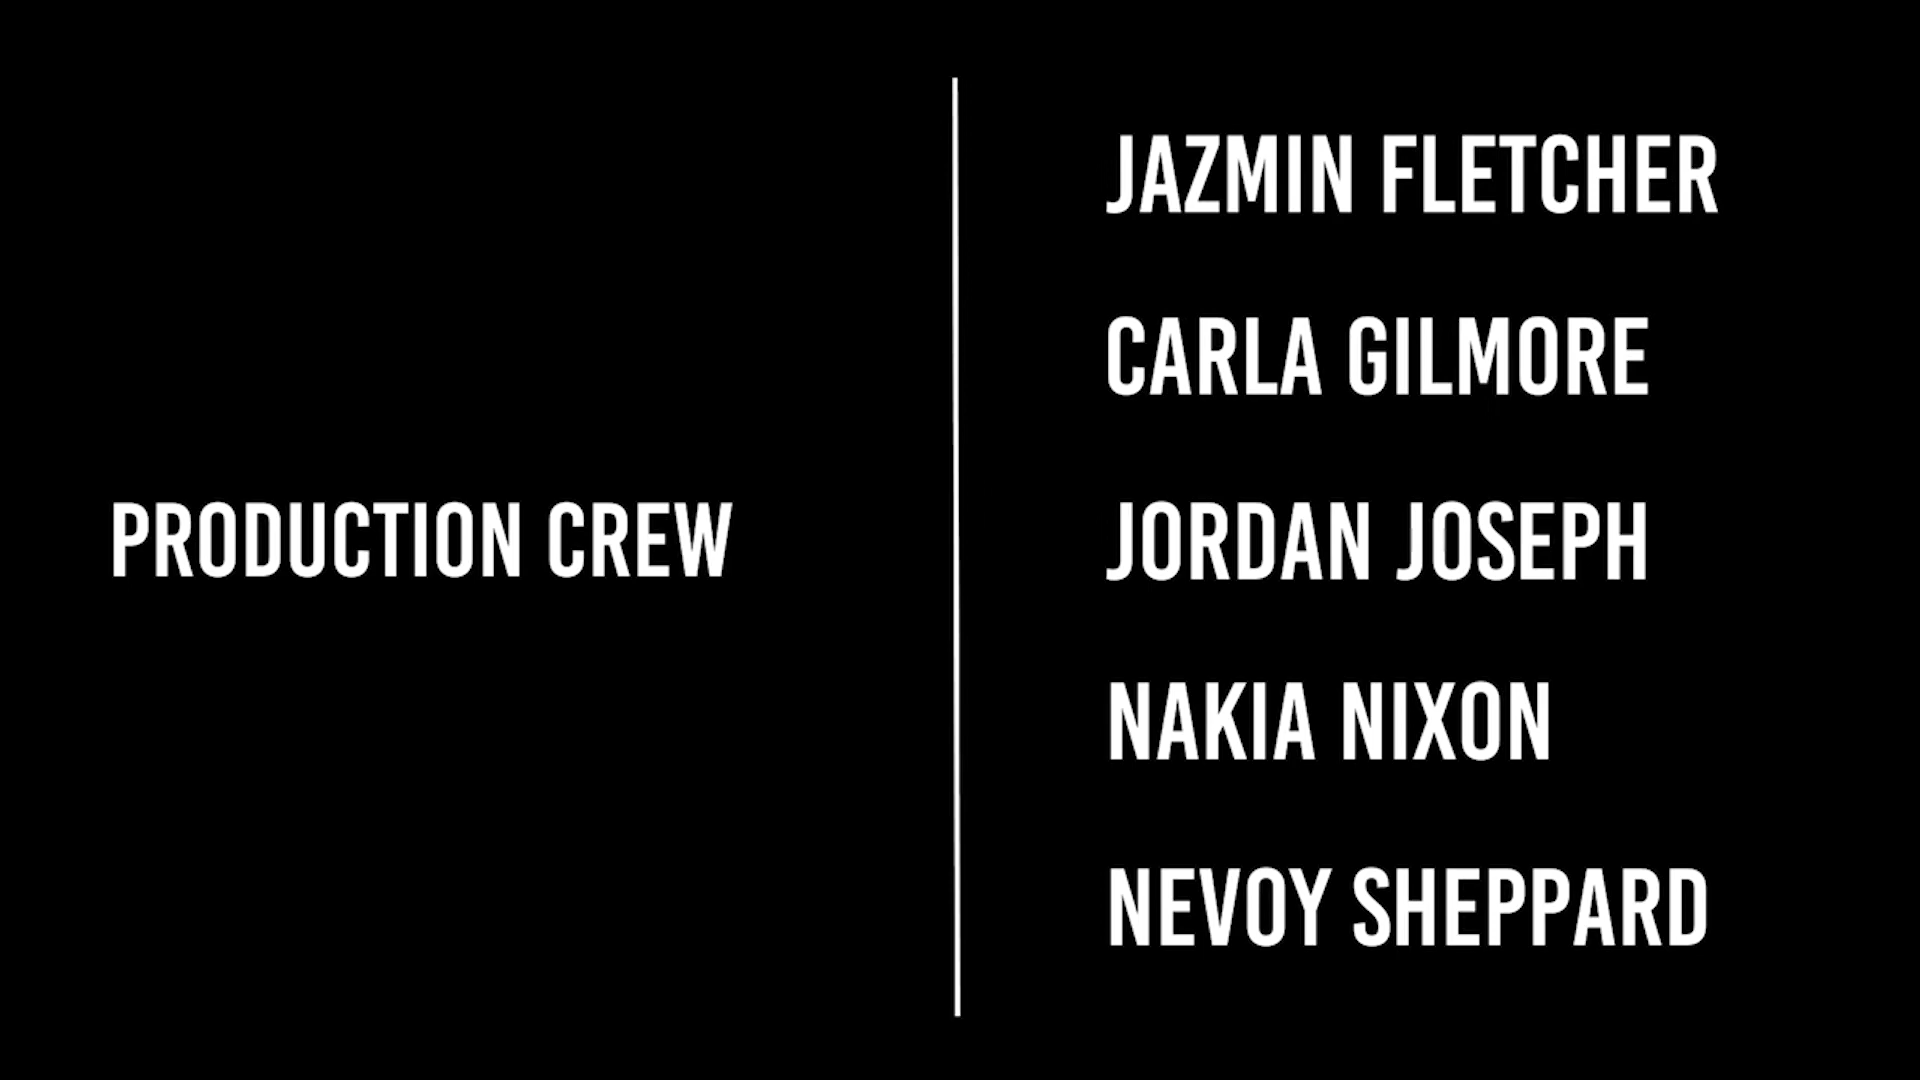 PRODUCTION CREW
JAZMIN FLETCHER
CARLA GILMORE
JORDAN JOSEPH
NAKIA NIXON
NEVOY SHEPPARD